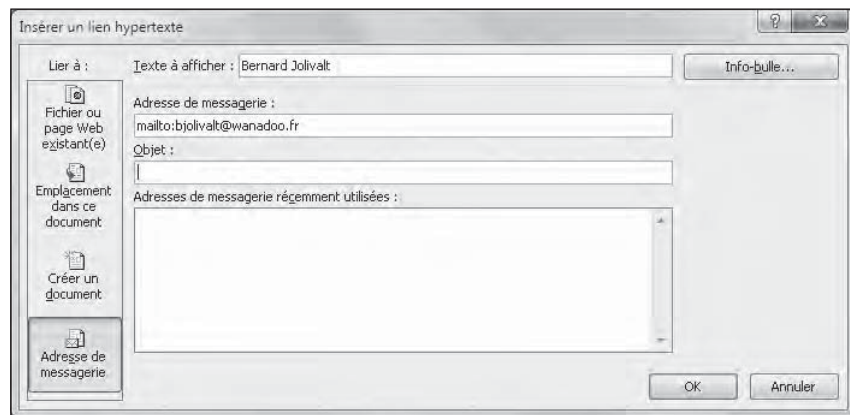 Insérer un lien hypertexte
Lier à :
Texte à afficher : Bernard Jolivalt
Info-bulle...
Fichier ou
page Web
existant(e)
Emplacement
dans ce
document
Créer un
document
Adresse de
messagerie
Adresse de messagerie :
mailto:bjolivalt@wanadoo.fr
Objet :
Adresses de messagerie récemment utilisées :
OK
Annuler